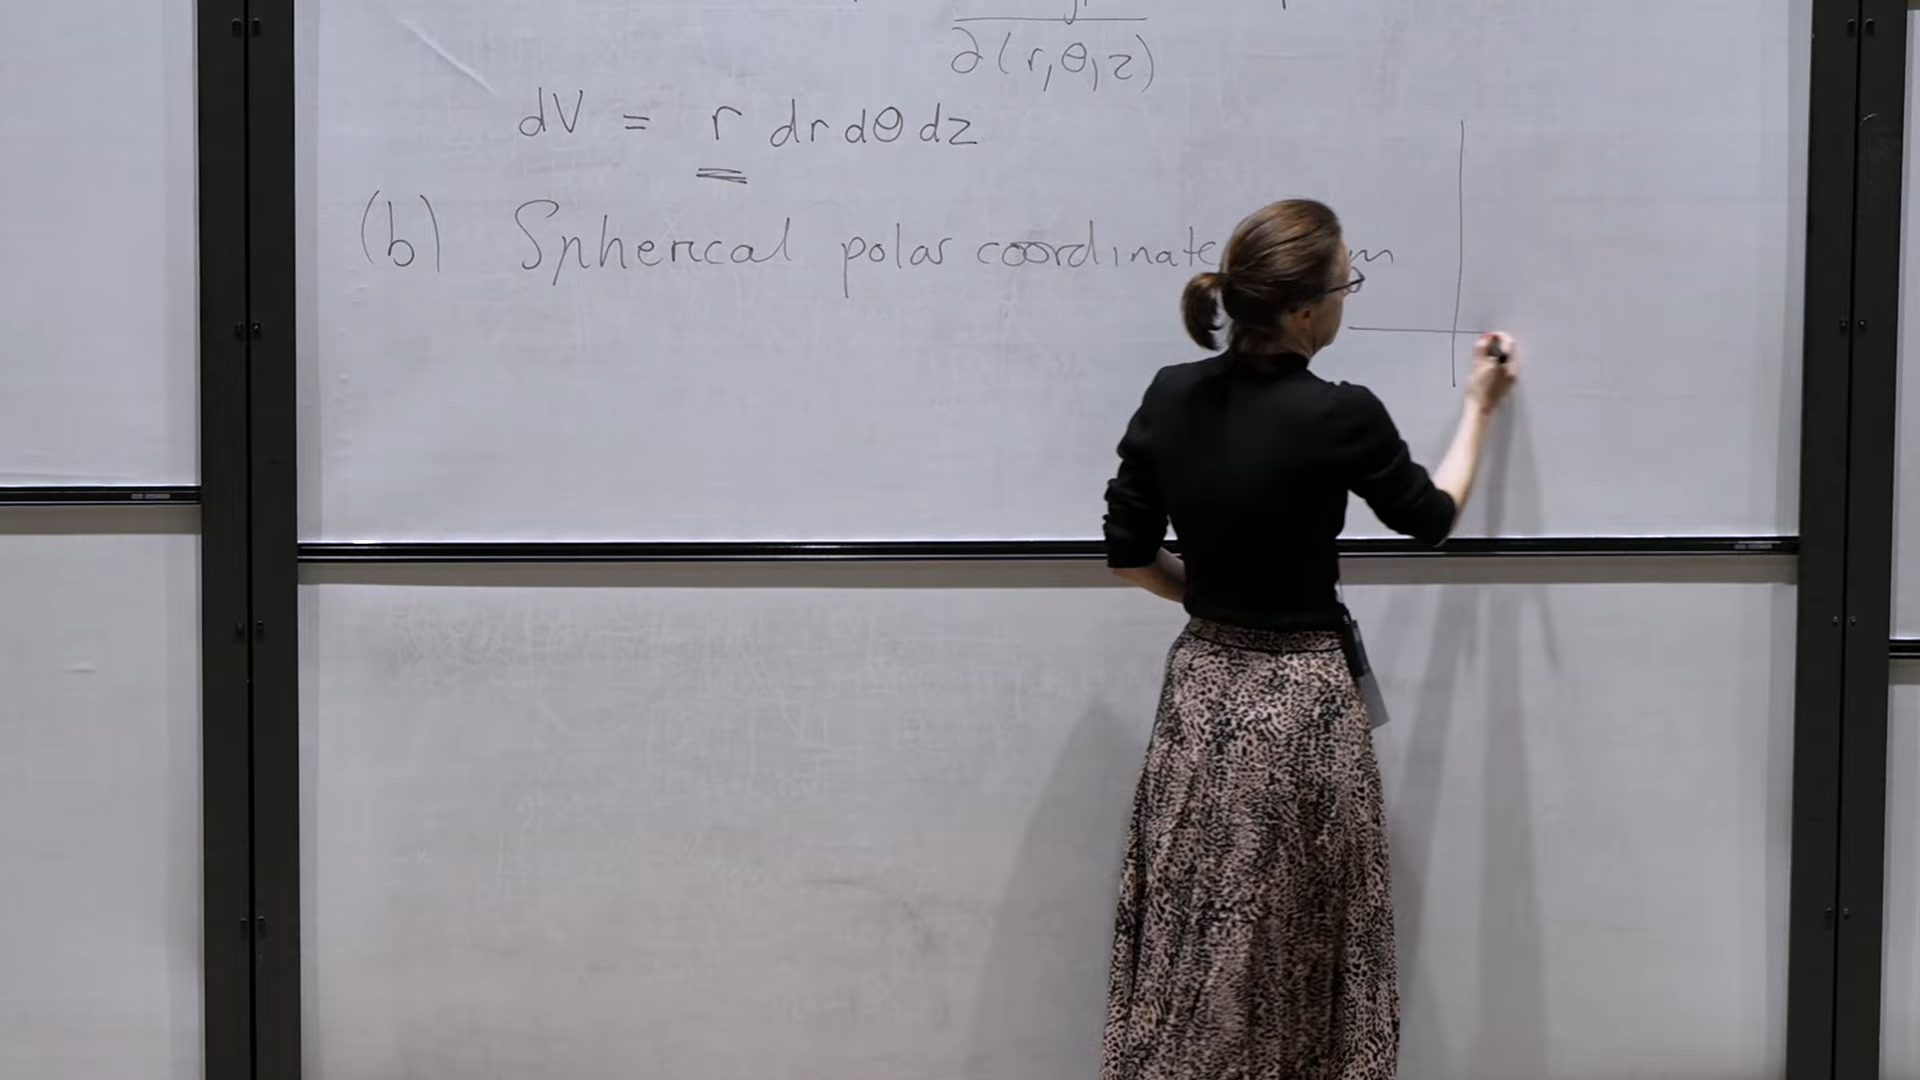 ∂(r,θ,z)
dV = r dr dθ dz
(b) Spherical polar coordinate